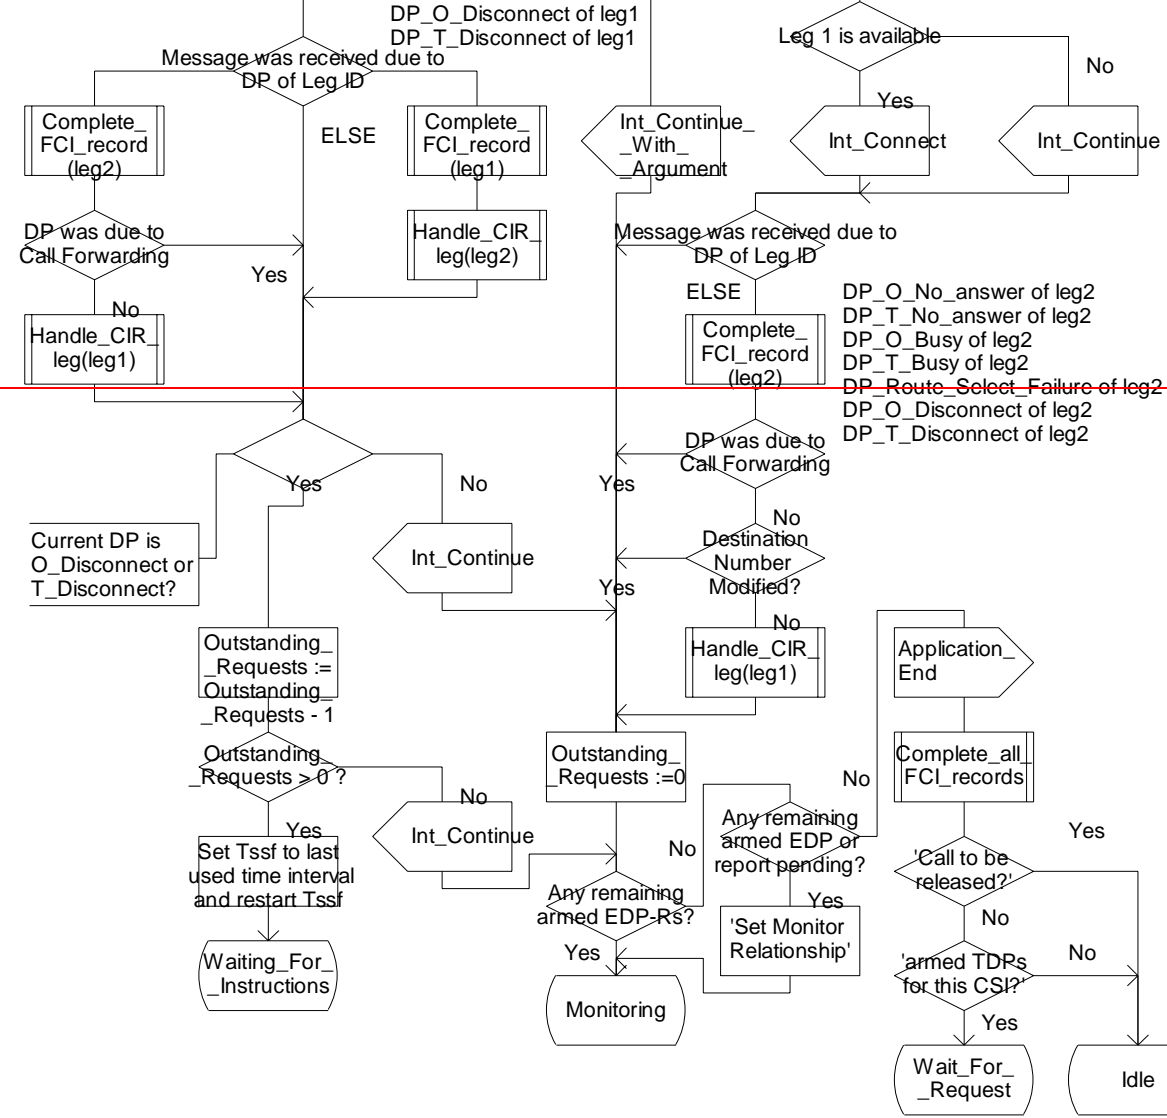 DP_O_Disconnect of leg1
DP_T_Disconnect of leg1
Message was received due to
DP of Leg ID
Leg 1 is available
No
Yes
Complete_
FCI_record
(leg2)
ELSE
Complete_
FCI_record
(leg1)
Int_Continue_
_With_
_Argument
Int_Connect
Int_Continue
DP was due to
Call Forwarding
Yes
No
Handle_CIR_
leg(leg2)
Handle_CIR_
leg(leg1)
Message was received due to
DP of Leg ID
ELSE
DP_O_No_answer of leg2
DP_T_No_answer of leg2
DP_O_Busy of leg2
DP_T_Busy of leg2
DP_Route_Select_Failure of leg2
DP_O_Disconnect of leg2
DP_T_Disconnect of leg2
Complete_
FCI_record
(leg2)
DP was due to
Call Forwarding
Yes
No
Yes
No
Current DP is
O_Disconnect or
T_Disconnect?
Int_Continue
Destination
Number
Modified?
Yes
No
Handle_CIR_
leg(leg1)
Outstanding_
_Requests :=
Outstanding_
_Requests - 1
Application_
End
Outstanding_
_Requests > 0 ?
No
Yes
Int_Continue
Set Tssf to last
used time interval
and restart Tssf
Waiting_For_
_Instructions
Outstanding_
_Requests :=0
Any remaining
armed EDP-Rs?
No
Yes
Any remaining
armed EDP or
report pending?
No
Yes
'Set Monitor
Relationship'
Monitoring
Complete_all_
FCI_records
'Call to be
released?'
Yes
No
'armed TDPs
for this CSI?'
No
Yes
Wait_For_
_Request
Idle